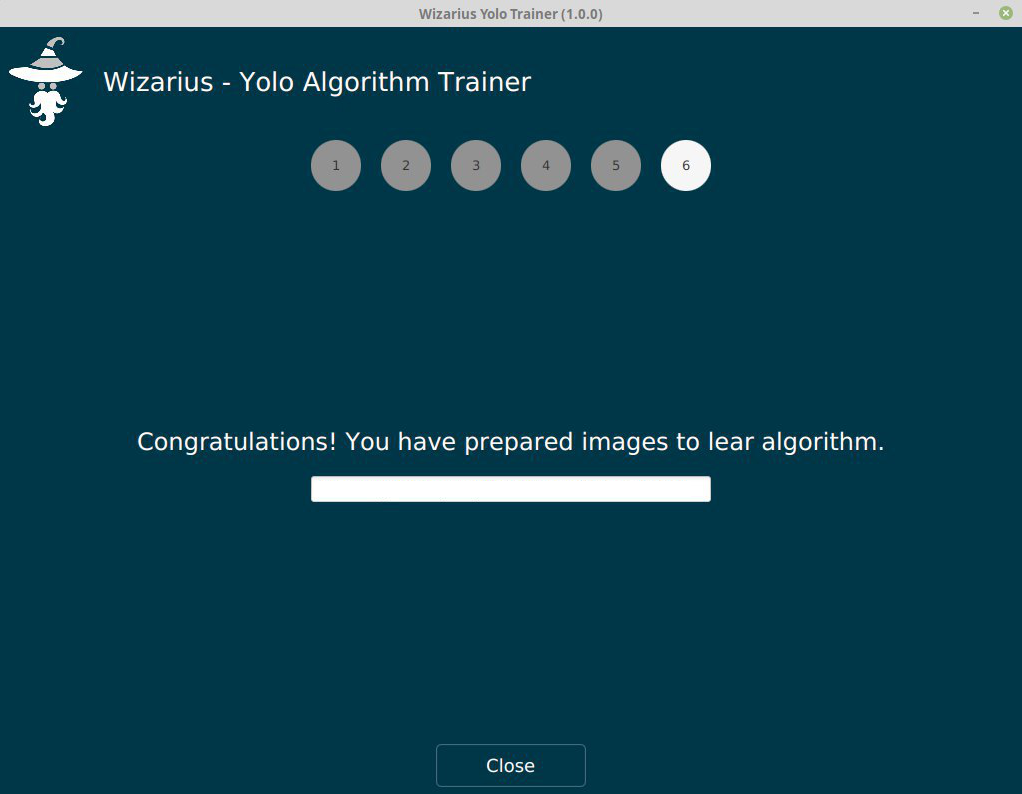 Wizarius Yolo Trainer (1.0.0)
Wizarius - Yolo Algorithm Trainer
1 2 3 4 5 6
Congratulations! You have prepared images to lear algorithm.
Close